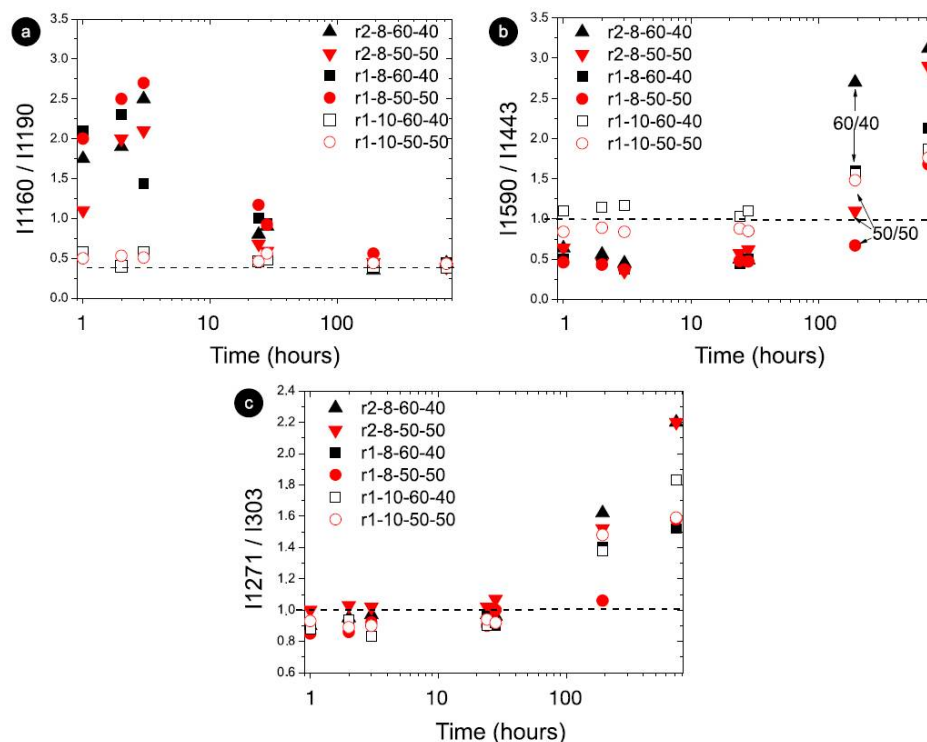 a
r2-8-60-40
r2-8-50-50
r1-8-60-40
r1-8-50-50
r1-10-60-40
r1-10-50-50
3.5
3.0
2.5
2.0
1.5
1.0
0.5
0.0
I1160 / I1190
1
10
100
Time (hours)
b
r2-8-60-40
r2-8-50-50
r1-8-60-40
r1-8-50-50
r1-10-60-40
r1-10-50-50
3.5
3.0
2.5
2.0
1.5
1.0
0.5
0.0
I1590 / I1443
60/40
50/50
1
10
100
Time (hours)
c
r2-8-60-40
r2-8-50-50
r1-8-60-40
r1-8-50-50
r1-10-60-40
r1-10-50-50
2.4
2.2
2.0
1.8
1.6
1.4
1.2
1.0
0.8
0.6
I1271 / I303
1
10
100
Time (hours)